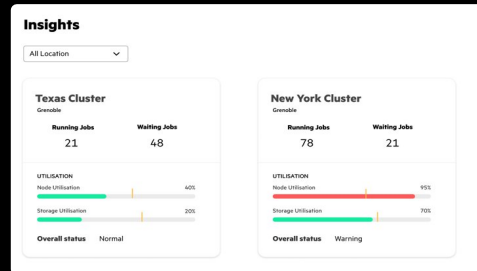 Insights
All Location
Texas Cluster
Grenoble
Running Jobs Waiting Jobs
21 48
UTILISATION
Node Utilisation 40%
Storage Utilisation 20%
Overall status Normal
New York Cluster
Grenoble
Running Jobs Waiting Jobs
78 21
UTILISATION
Node Utilisation 95%
Storage Utilisation 70%
Overall status Warning